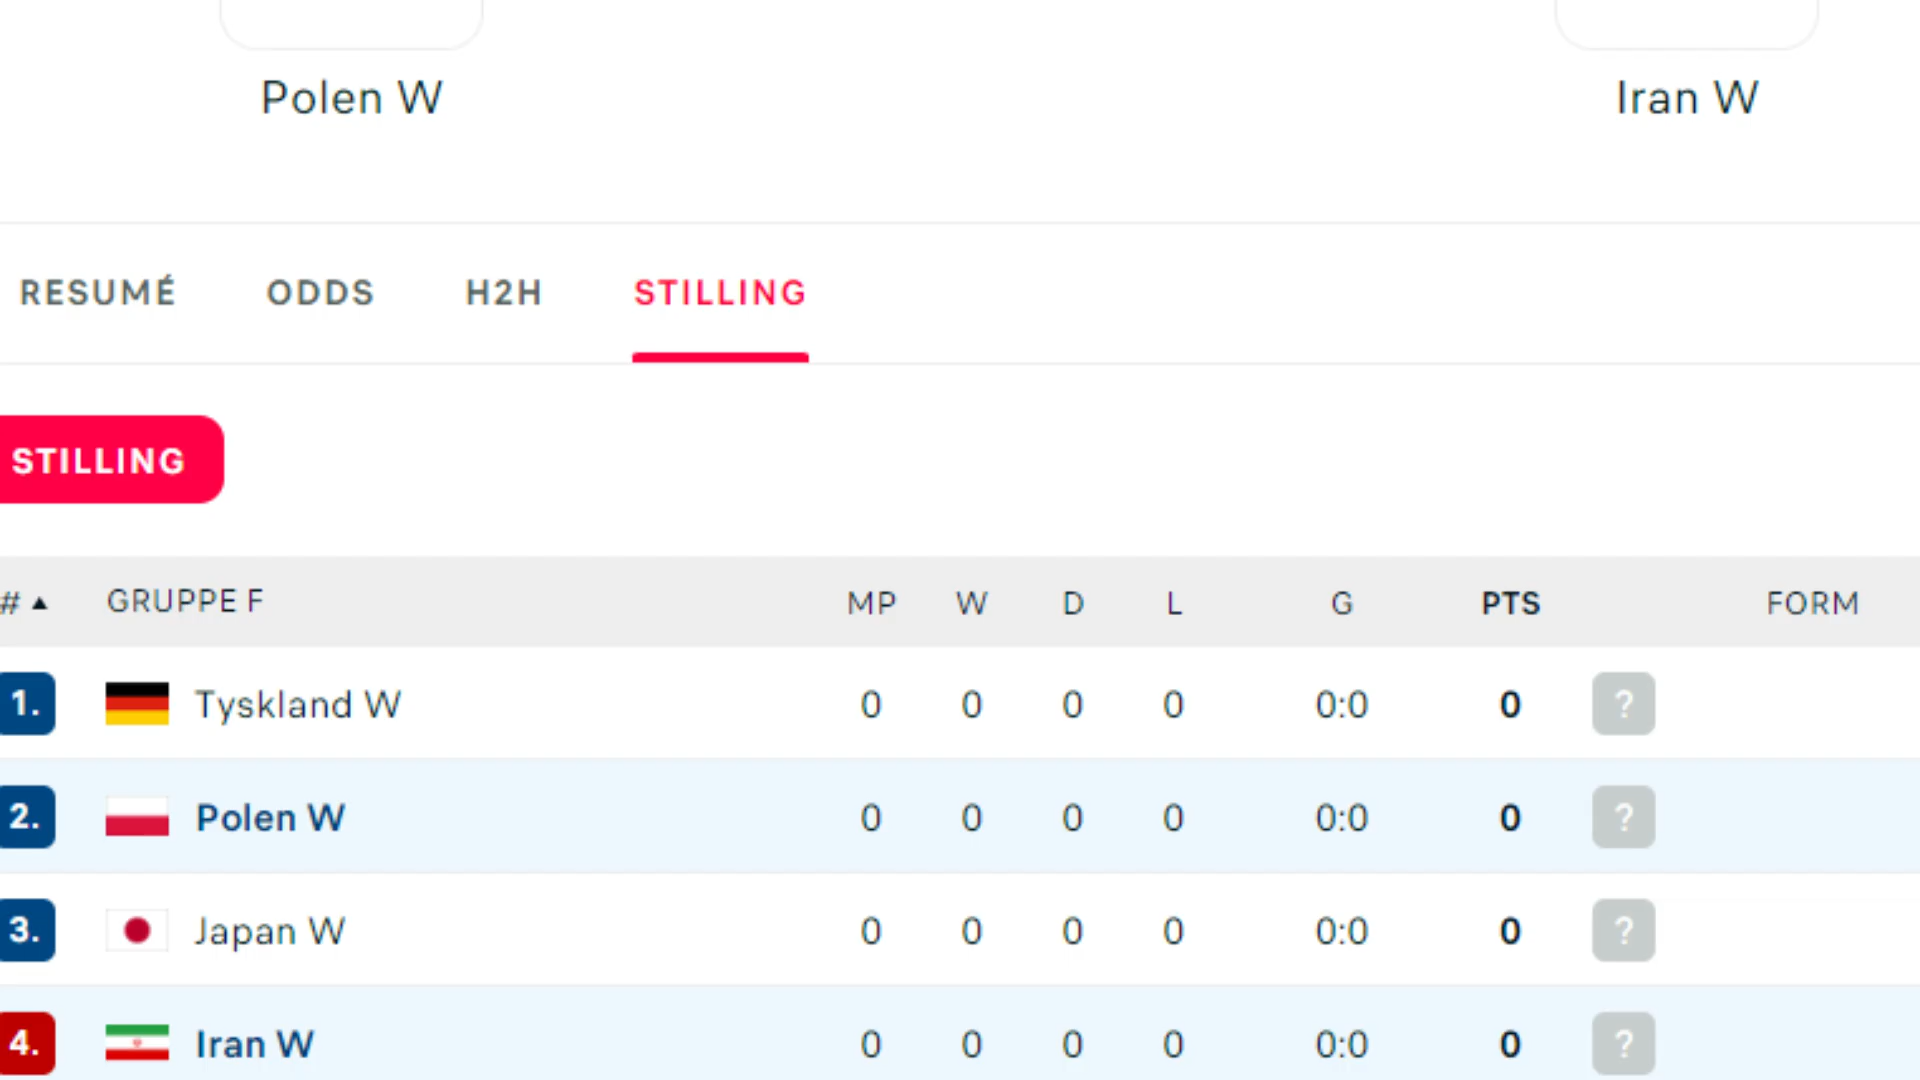 Polen W Iran W
RESUMÉ ODDS H2H STILLING
STILLING
# ▲ GRUPPE F MP W D L G PTS FORM
1. Tyskland W 0 0 0 0 0:0 0 ?
2. Polen W 0 0 0 0 0:0 0 ?
3. Japan W 0 0 0 0 0:0 0 ?
4. Iran W 0 0 0 0 0:0 0 ?